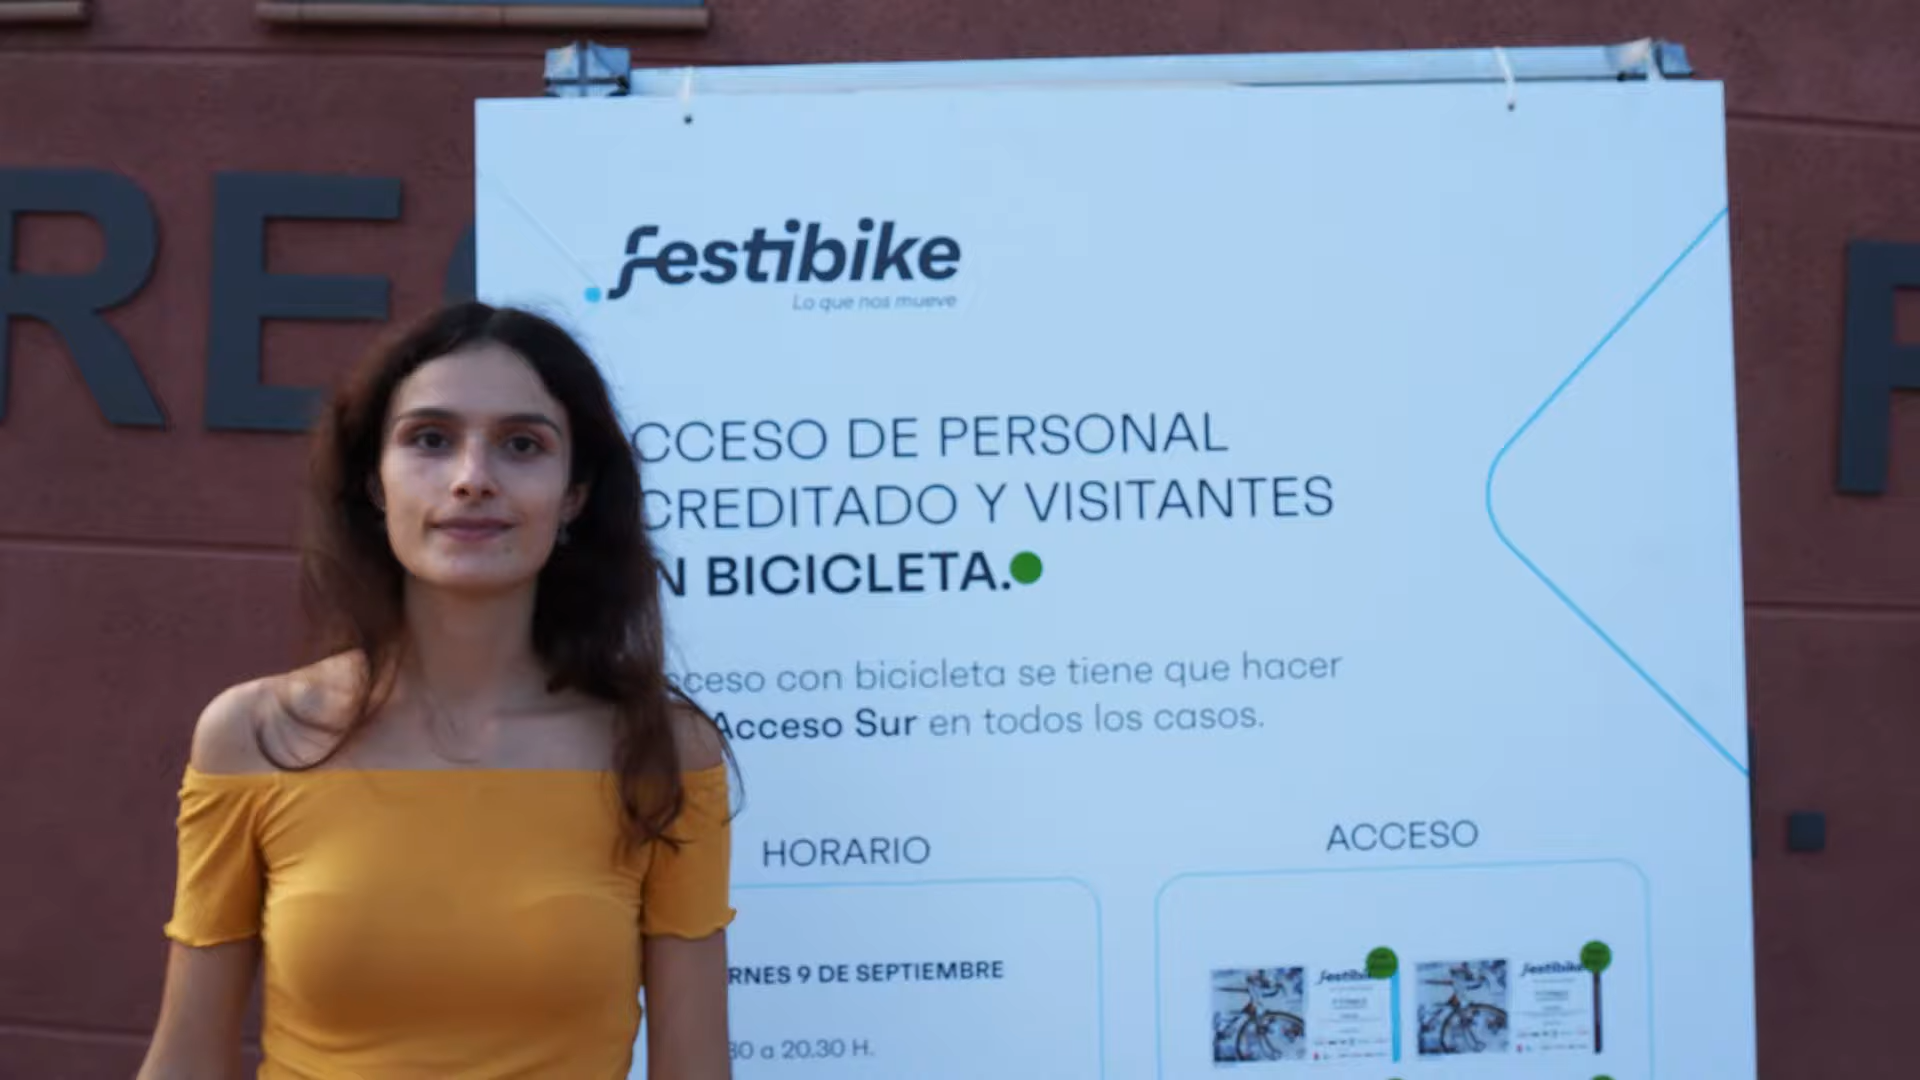 RE
F
festibike
Lo que nos mueve
CCESO DE PERSONAL
CREDITADO Y VISITANTES
N BICICLETA.
cceso con bicicleta se tiene que hacer
Acceso Sur en todos los casos.
HORARIO
ACCESO
RNES 9 DE SEPTIEMBRE
30 a 20.30 H.
festibike
festibike